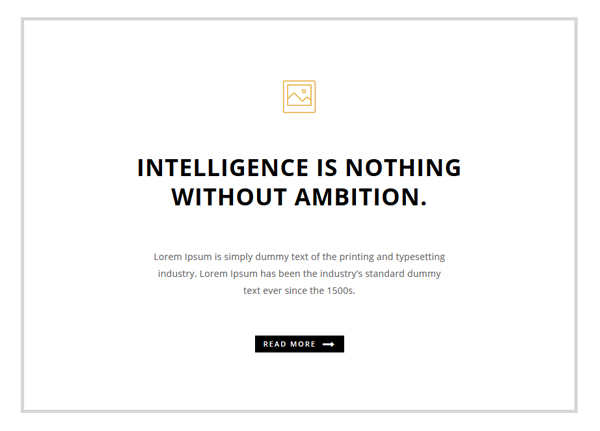 INTELLIGENCE IS NOTHING
WITHOUT AMBITION.
Lorem Ipsum is simply dummy text of the printing and typesetting
industry. Lorem Ipsum has been the industry's standard dummy
text ever since the 1500s.
READ MORE